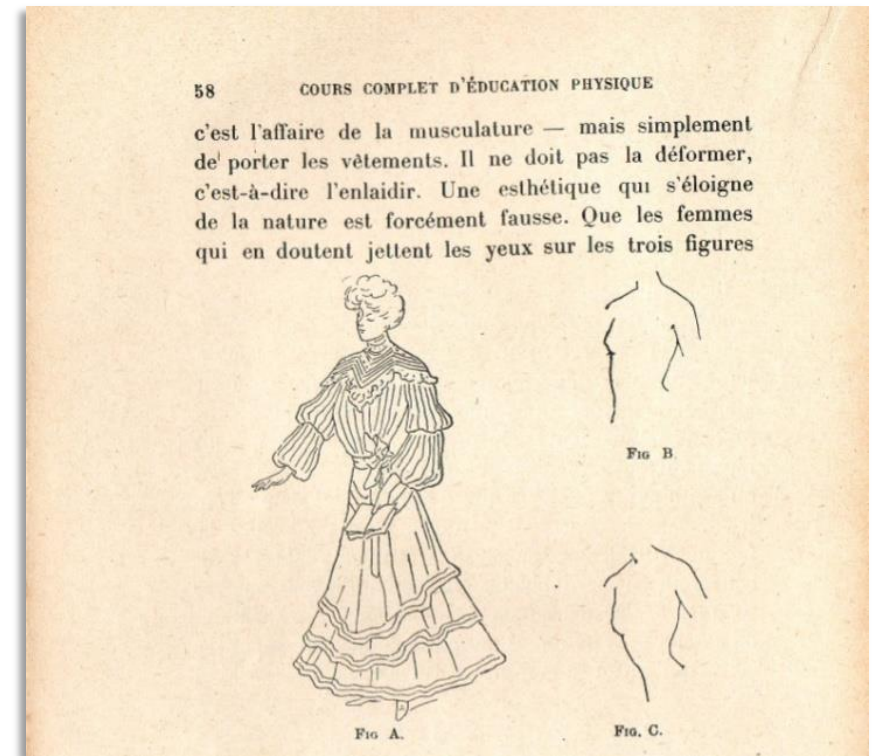 58 COURS COMPLET D'ÉDUCATION PHYSIQUE
c'est l'affaire de la musculature — mais simplement
de porter les vêtements. Il ne doit pas la déformer,
c'est-à-dire l'enlaidir. Une esthétique qui s'éloigne
de la nature est forcément fausse. Que les femmes
qui en doutent jettent les yeux sur les trois figures
FIG B.
FIG A.
FIG. C.